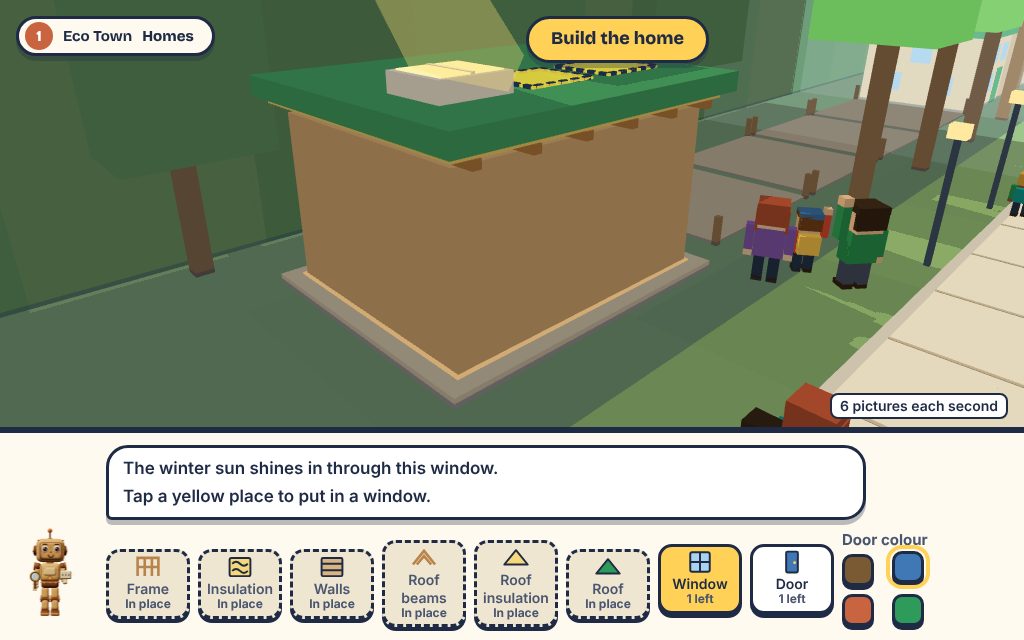 1 Eco Town Homes
Build the home
6 pictures each second
The winter sun shines in through this window.
Tap a yellow place to put in a window.
Door colour
Frame
In place
Insulation
In place
Walls
In place
Roof
beams
In place
Roof
insulation
In place
Roof
In place
Window
1 left
Door
1 left